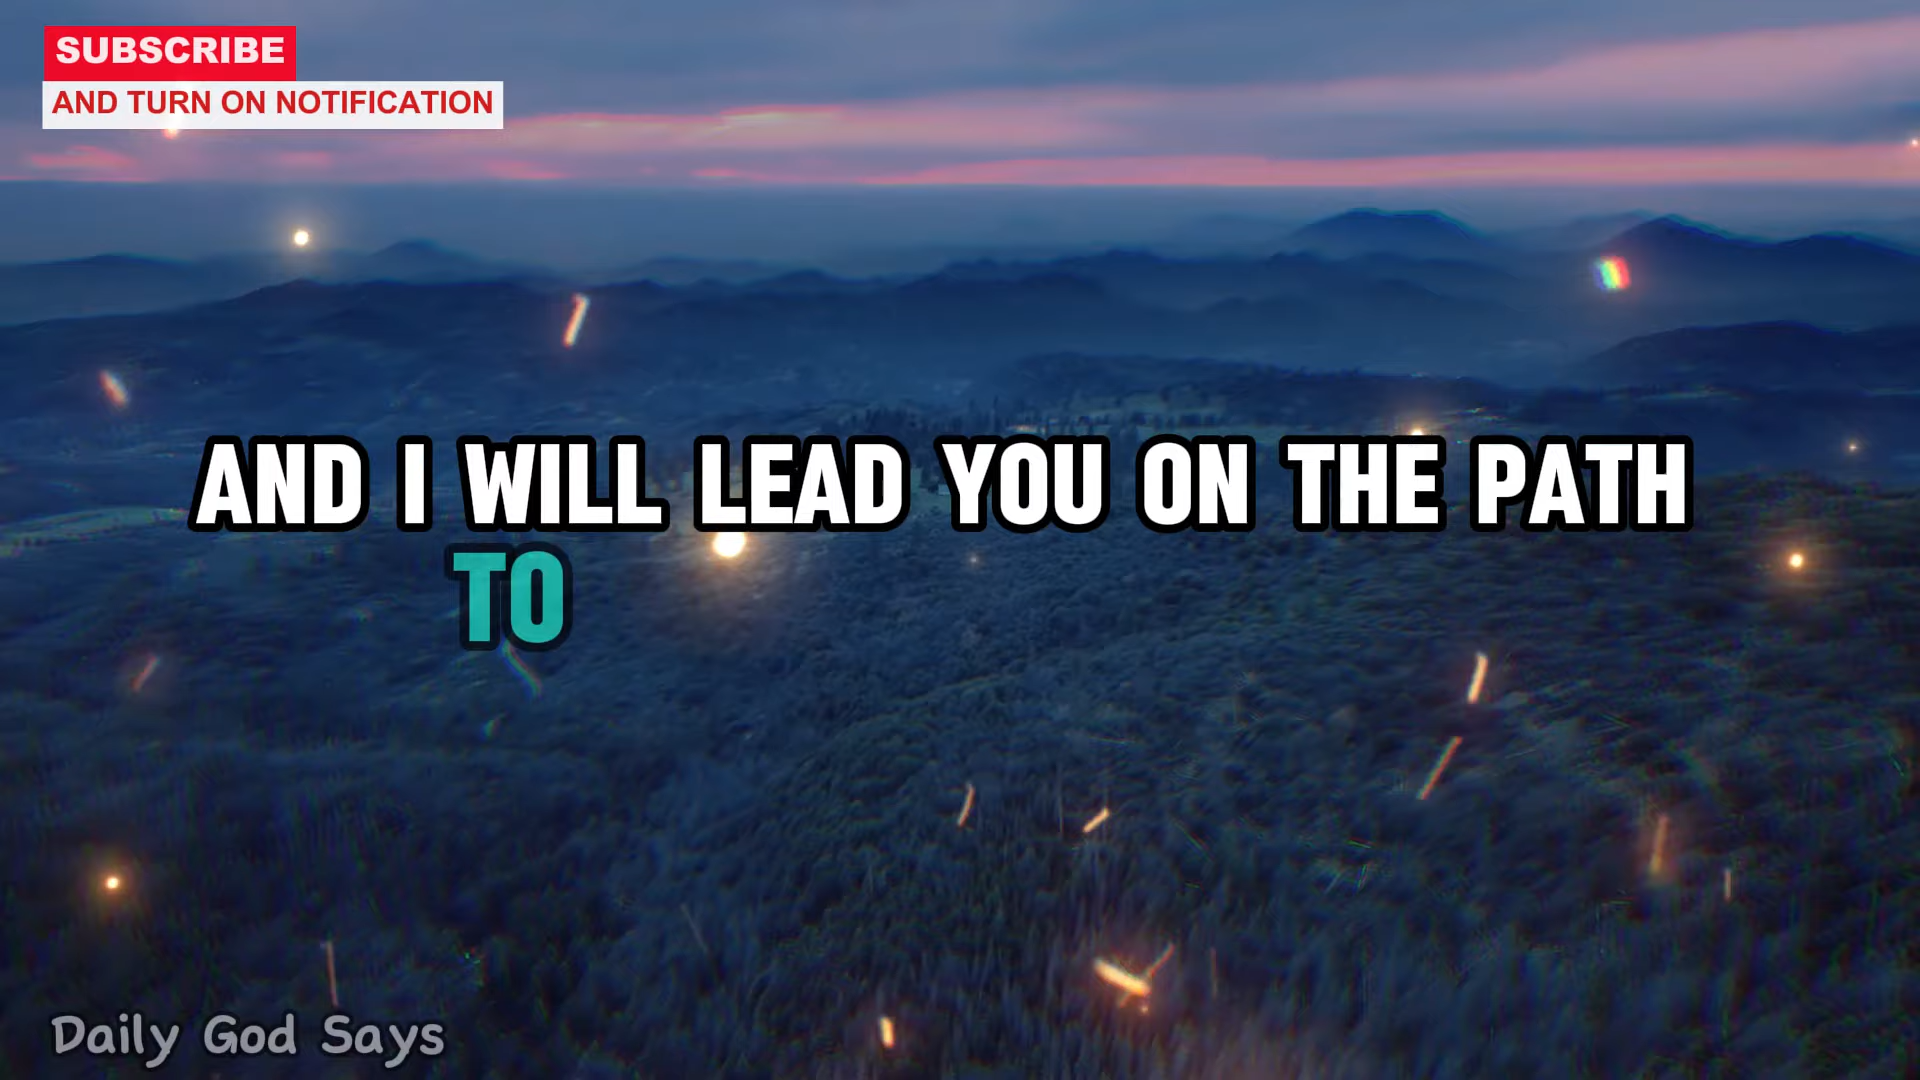 SUBSCRIBE
AND TURN ON NOTIFICATION
AND I WILL LEAD YOU ON THE PATH
TO
Daily God Says